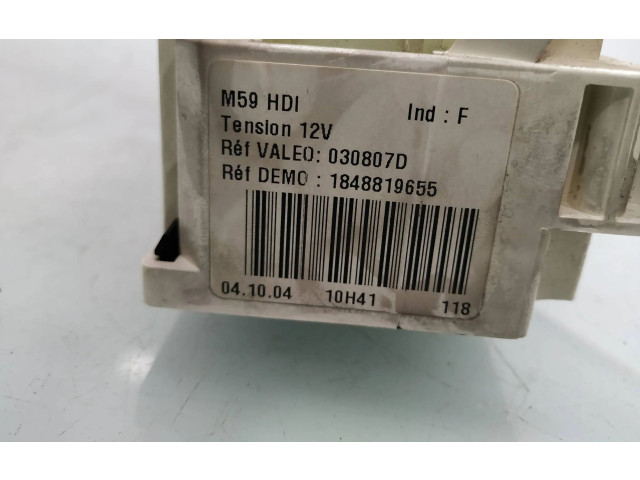 M59 HDI Ind : F
Tension 12V
Réf VALEO: 030807D
Réf DEMO : 1848819655
04.10.04 10H41 118